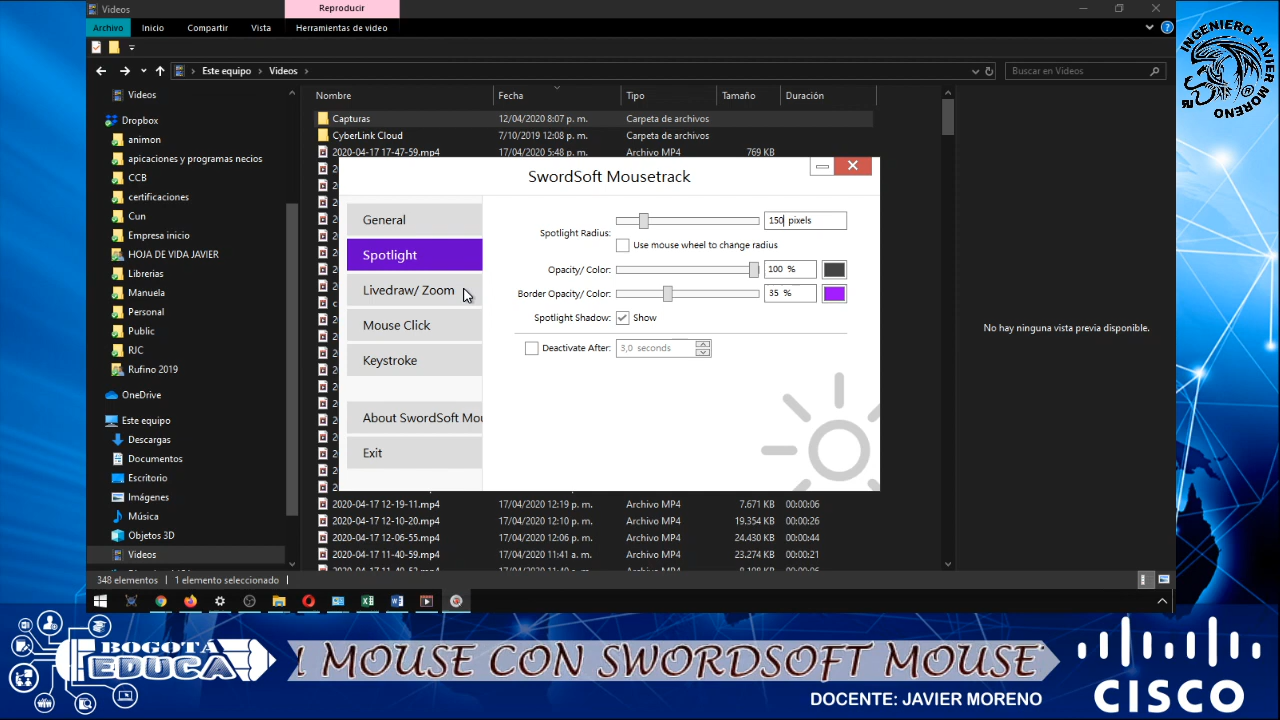 Videos
Reproducir
Archivo Inicio Compartir Vista Herramientas de video
Este equipo > Videos >
Buscar en Videos
INGENIERO JAVIER MORENO
Videos
Dropbox
animon
apicaciones y programas necios
CCB
certificaciones
Cun
Empresa inicio
HOJA DE VIDA JAVIER
Librerias
Manuela
Personal
Public
RJC
Rufino 2019
OneDrive
Este equipo
Descargas
Documentos
Escritorio
Imágenes
Música
Objetos 3D
Videos
Nombre Fecha Tipo Tamaño Duración
Capturas 12/04/2020 8:07 p. m. Carpeta de archivos
CyberLink Cloud 7/10/2019 12:08 p. m. Carpeta de archivos
2020-04-17 17-47-59.mp4 17/04/2020 5:48 p. m. Archivo MP4 769 KB
SwordSoft Mousetrack
General
Spotlight
Livedraw/ Zoom
Mouse Click
Keystroke
About SwordSoft Mou
Exit
Spotlight Radius: 150 pixels
Use mouse wheel to change radius
Opacity/ Color: 100 %
Border Opacity/ Color: 35 %
Spotlight Shadow: Show
Deactivate After: 3,0 seconds
No hay ninguna vista previa disponible.
2020-04-17 12-19-11.mp4 17/04/2020 12:19 p. m. Archivo MP4 7.671 KB 00:00:06
2020-04-17 12-10-20.mp4 17/04/2020 12:10 p. m. Archivo MP4 19.354 KB 00:00:26
2020-04-17 12-06-55.mp4 17/04/2020 12:06 p. m. Archivo MP4 24.430 KB 00:00:44
2020-04-17 11-40-59.mp4 17/04/2020 11:41 a. m. Archivo MP4 23.274 KB 00:00:21
348 elementos 1 elemento seleccionado
BOGOTÁ EDUCA
MOUSE CON SWORDSOFT MOUSE
DOCENTE: JAVIER MORENO
CISCO